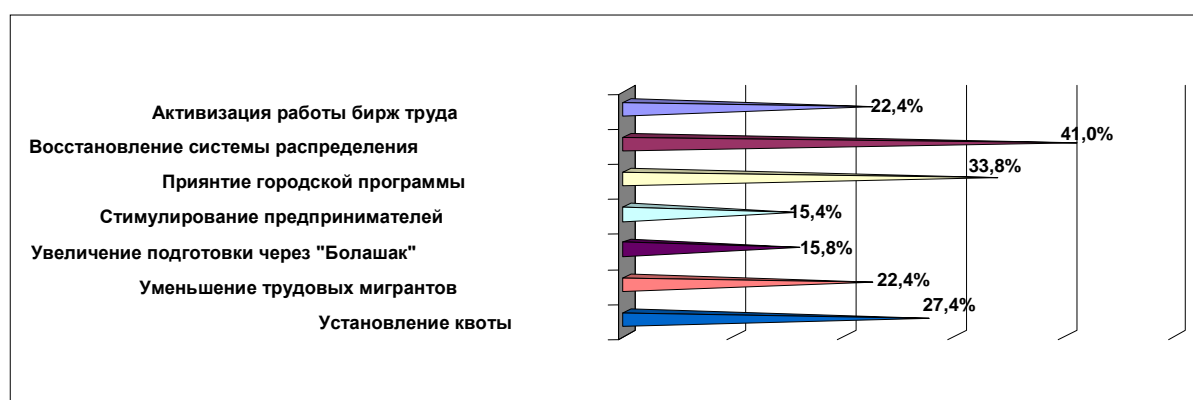 Активизация работы бирж труда
22,4%
Восстановление системы распределения
41,0%
Приянтие городской программы
33,8%
Стимулирование предпринимателей
15,4%
Увеличение подготовки через "Болашак"
15,8%
Уменьшение трудовых мигрантов
22,4%
Установление квоты
27,4%